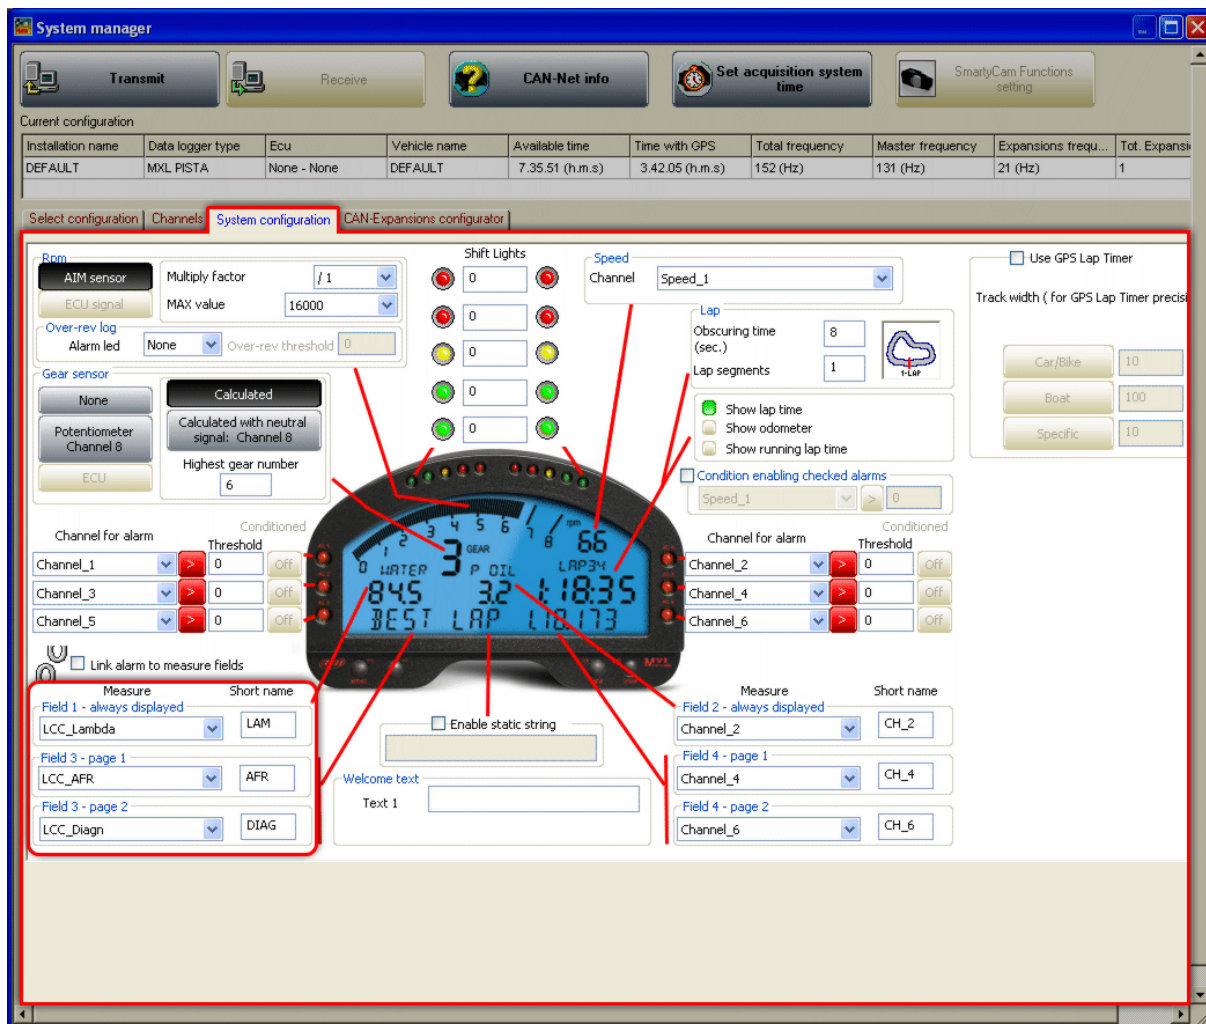 System manager
Transmit
Receive
CAN-Net info
Set acquisition system time
SmartyCam Functions setting
Current configuration
Installation name Data logger type Ecu Vehicle name Available time Time with GPS Total frequency Master frequency Expansions frequ... Tot. Expansi
DEFAULT MXL PISTA None - None DEFAULT 7.35.51 (h.m.s) 3.42.05 (h.m.s) 152 (Hz) 131 (Hz) 21 (Hz) 1
Select configuration Channels System configuration CAN-Expansions configurator
Rpm
AIM sensor
ECU signal
Multiply factor / 1
MAX value 16000
Over-rev log
Alarm led None Over-rev threshold 0
Gear sensor
None
Potentiometer
Channel 8
ECU
Calculated
Calculated with neutral
signal: Channel 8
Highest gear number
6
Shift Lights
0
0
0
0
0
Speed
Channel Speed_1
Lap
Obscuring time
(sec.)
8
Lap segments 1
1-LAP
Show lap time
Show odometer
Show running lap time
Condition enabling checked alarms
Speed_1 > 0
Use GPS Lap Timer
Track width ( for GPS Lap Timer precisi
Car/Bike 10
Boat 100
Specific 10
Channel for alarm
Threshold
Conditioned
Channel_1 > 0 Off
Channel_3 > 0 Off
Channel_5 > 0 Off
0 1 2 3 4 5 6 7 8
rpm
66
3 GEAR
WATER
P OIL
LAP34
84.5 3.2 1:18:35
BEST LAP 1.18.173
MXL
Channel for alarm
Threshold
Conditioned
Channel_2 > 0 Off
Channel_4 > 0 Off
Channel_6 > 0 Off
Link alarm to measure fields
Measure Short name
Field 1 - always displayed
LCC_Lambda LAM
Field 3 - page 1
LCC_AFR AFR
Field 3 - page 2
LCC_Diagn DIAG
Enable static string
Welcome text
Text 1
Measure Short name
Field 2 - always displayed
Channel_2 CH_2
Field 4 - page 1
Channel_4 CH_4
Field 4 - page 2
Channel_6 CH_6